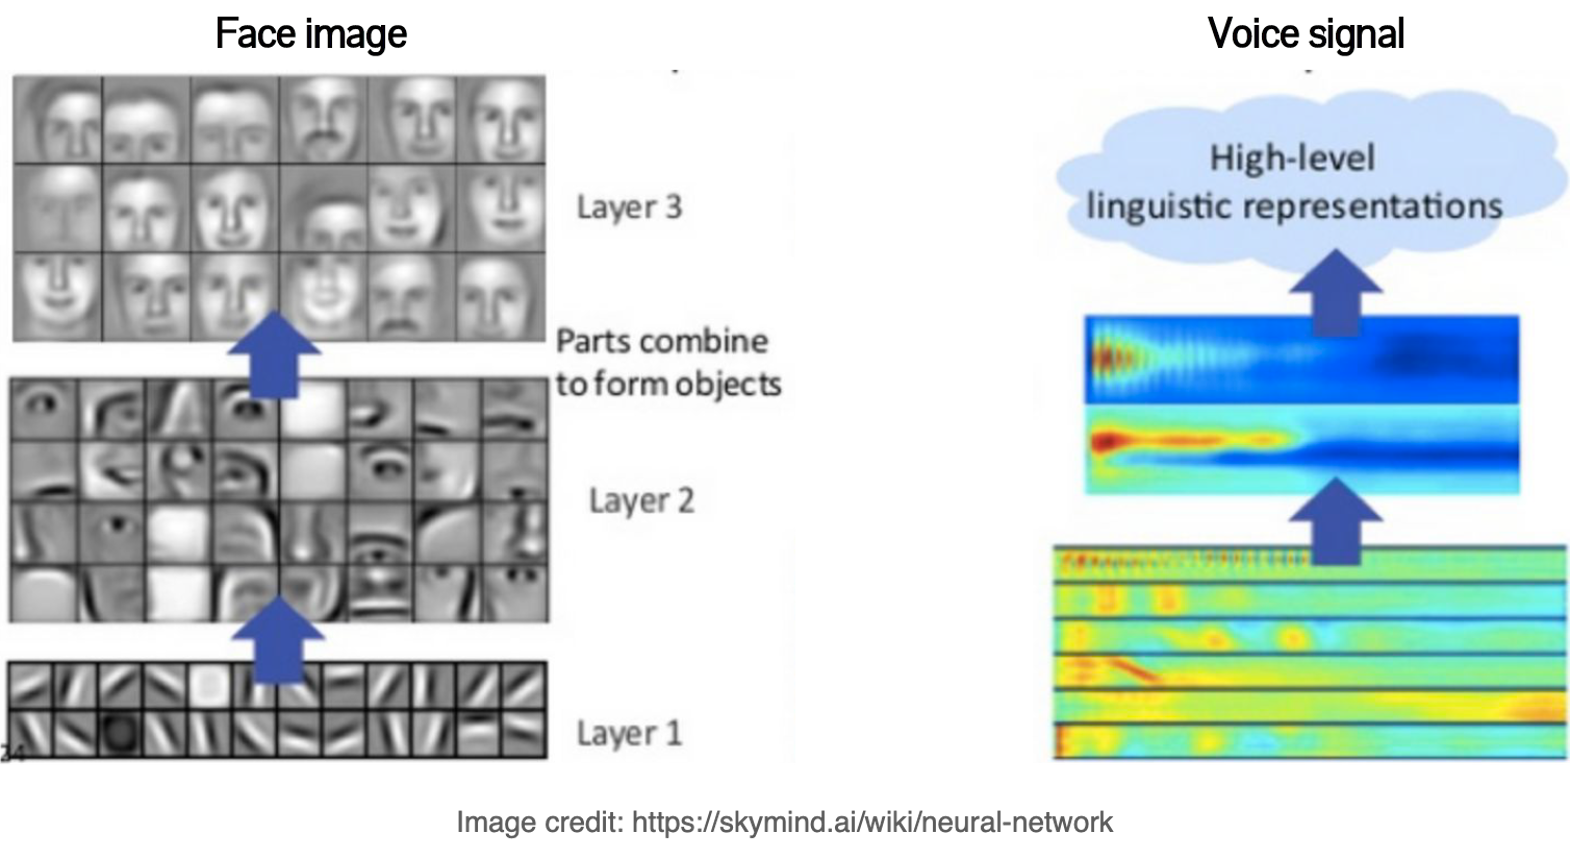 Face image
Voice signal
High-level
linguistic representations
Layer 3
Parts combine
to form objects
Layer 2
Layer 1
24
Image credit: https://skymind.ai/wiki/neural-network